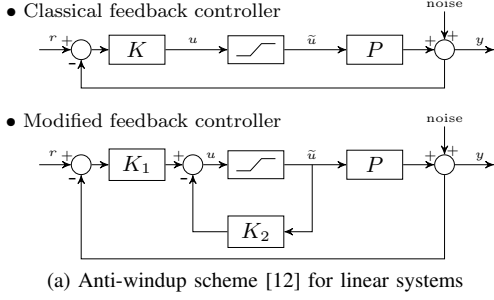 • Classical feedback controller
noise
r + - K u ũ P + + y
• Modified feedback controller
noise
r + - K₁ + - u ũ P + + y
K₂
(a) Anti-windup scheme [12] for linear systems